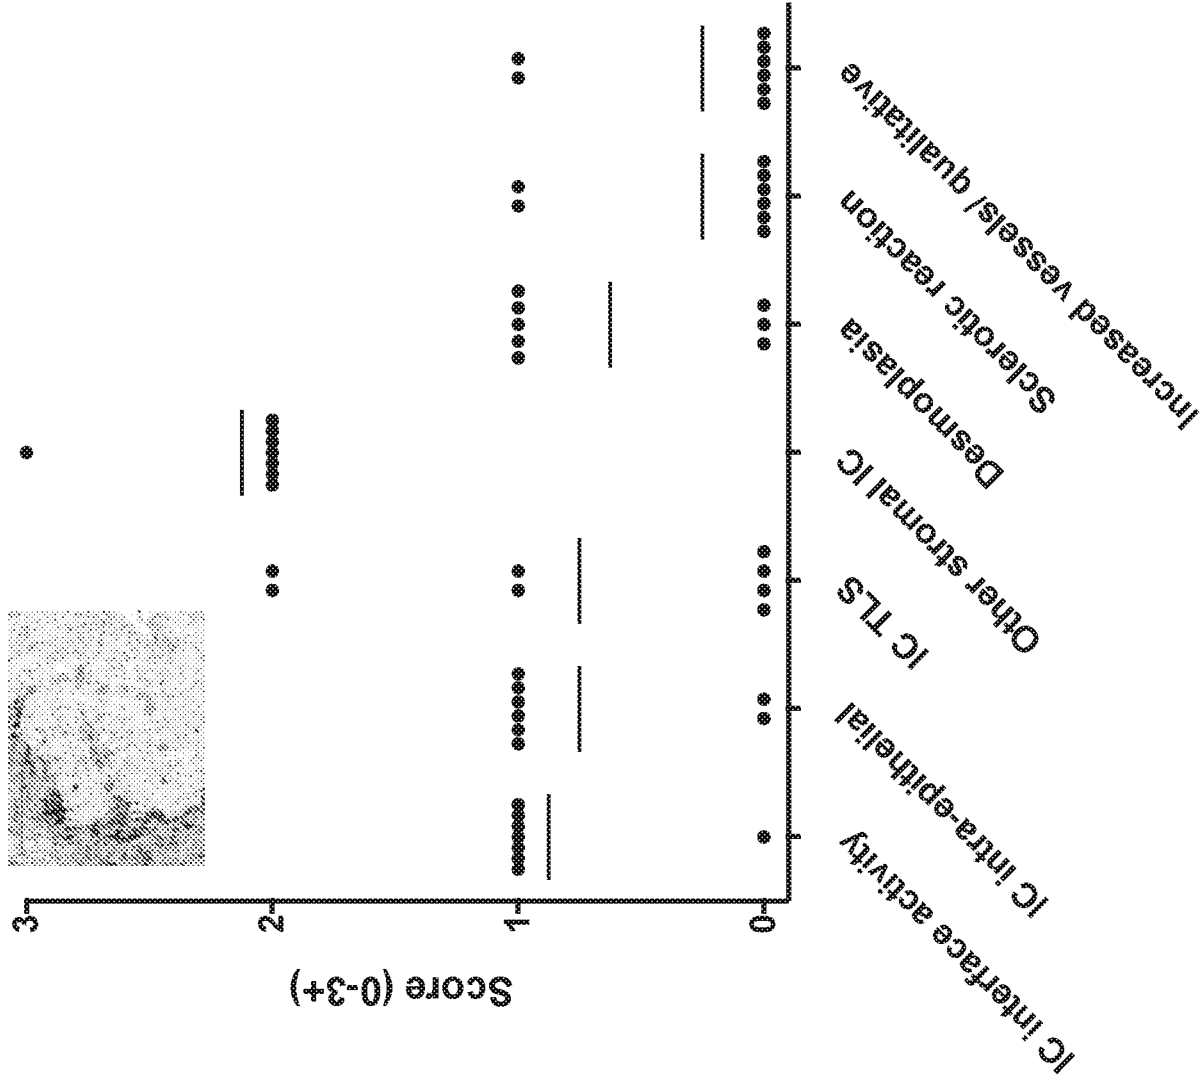 Score (0-3+)
3
2
1
0
IC interface activity
IC intra-epithelial
IC TLS
Other stromal IC
Desmoplasia
Sclerotic reaction
Increased vessels/ qualitative